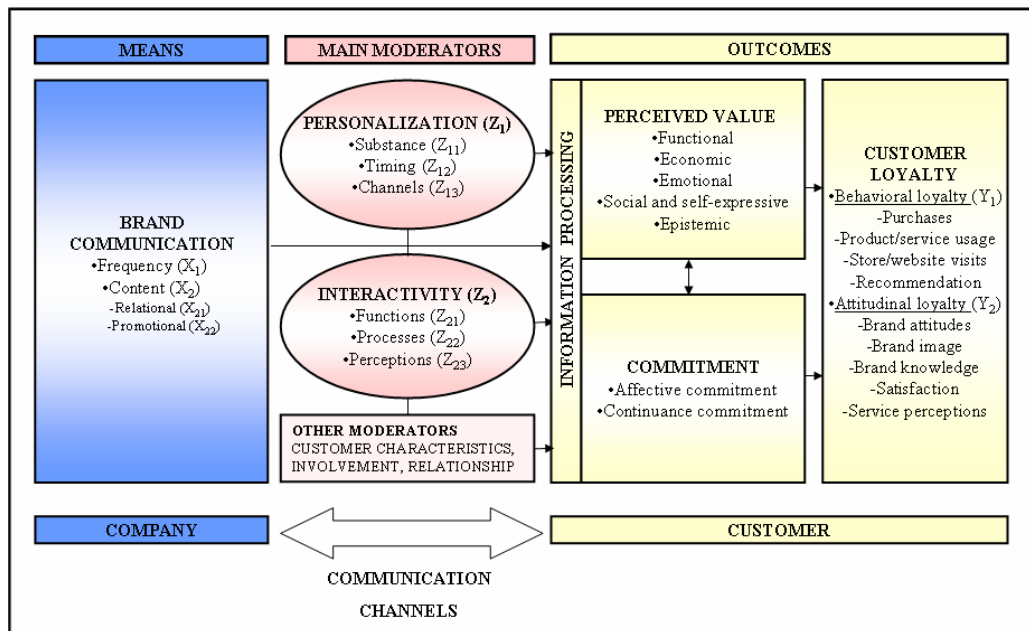 MEANS
MAIN MODERATORS
OUTCOMES
BRAND
COMMUNICATION
•Frequency (X₁)
•Content (X₂)
-Relational (X₂₁)
-Promotional (X₂₂)
PERSONALIZATION (Z₁)
•Substance (Z₁₁)
•Timing (Z₁₂)
•Channels (Z₁₃)
INTERACTIVITY (Z₂)
•Functions (Z₂₁)
•Processes (Z₂₂)
•Perceptions (Z₂₃)
OTHER MODERATORS
CUSTOMER CHARACTERISTICS,
INVOLVEMENT, RELATIONSHIP
INFORMATION PROCESSING
PERCEIVED VALUE
•Functional
•Economic
•Emotional
•Social and self-expressive
•Epistemic
COMMITMENT
•Affective commitment
•Continuance commitment
CUSTOMER
LOYALTY
•Behavioral loyalty (Y₁)
-Purchases
-Product/service usage
-Store/website visits
-Recommendation
•Attitudinal loyalty (Y₂)
-Brand attitudes
-Brand image
-Brand knowledge
-Satisfaction
-Service perceptions
COMPANY
CUSTOMER
COMMUNICATION
CHANNELS